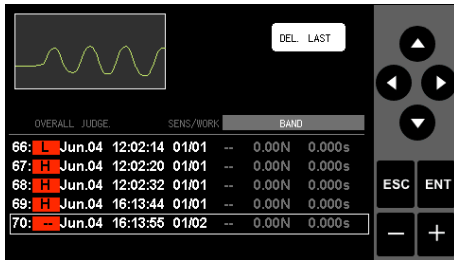 DEL. LAST
OVERALL JUDGE. SENS/WORK BAND
66: L Jun.04 12:02:14 01/01 -- 0.00N 0.000s
67: H Jun.04 12:02:20 01/01 -- 0.00N 0.000s
68: H Jun.04 12:02:32 01/01 -- 0.00N 0.000s
69: H Jun.04 16:13:44 01/01 -- 0.00N 0.000s
70: -- Jun.04 16:13:55 01/02 -- 0.00N 0.000s
ESC ENT
− +